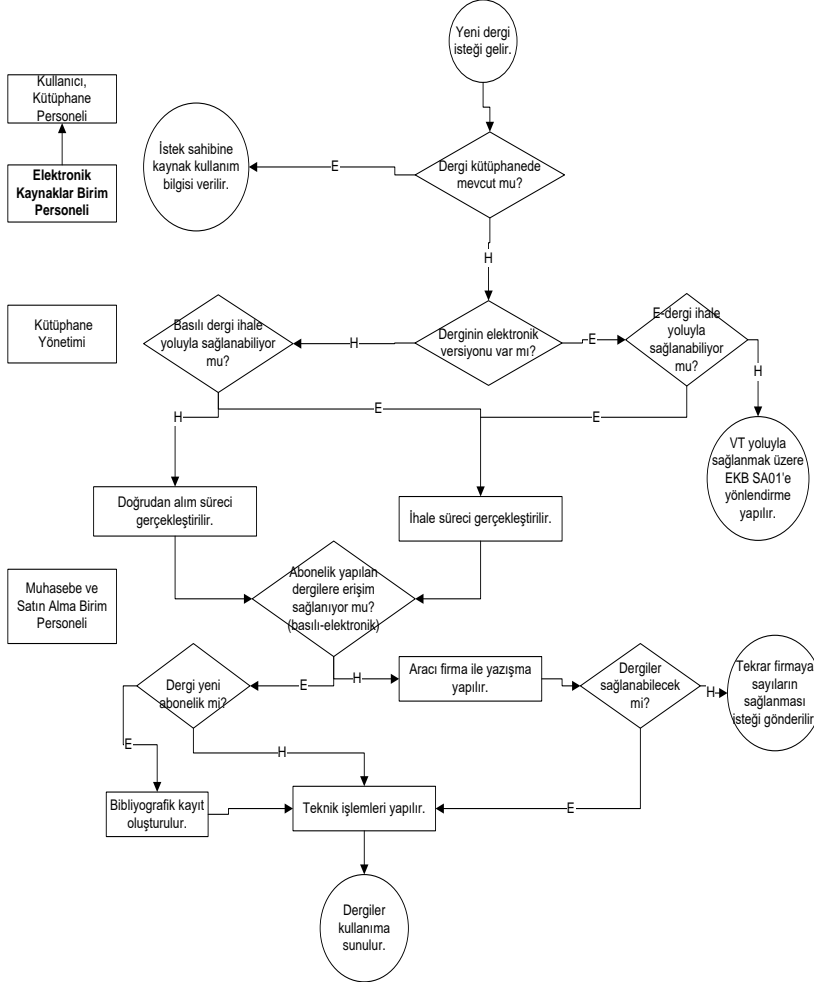 Yeni dergi
isteği gelir.
Kullanıcı,
Kütüphane
Personeli
Elektronik
Kaynaklar Birim
Personeli
İstek sahibine
kaynak kullanım
bilgisi verilir.
E
Dergi kütüphanede
mevcut mu?
H
Kütüphane
Yönetimi
Basılı dergi ihale
yoluyla sağlanabiliyor
mu?
H
Derginin elektronik
versiyonu var mı?
E
E-dergi ihale
yoluyla
sağlanabiliyor
mu?
H
H
E
E
VT yoluyla
sağlanmak üzere
EKB SA01'e
yönlendirme
yapılır.
Doğrudan alım süreci
gerçekleştirilir.
İhale süreci gerçekleştirilir.
Muhasebe ve
Satın Alma Birim
Personeli
Abonelik yapılan
dergilere erişim
sağlanıyor mu?
(basılı-elektronik)
Dergi yeni
abonelik mi?
E
H
Aracı firma ile yazışma
yapılır.
Dergiler
sağlanabilecek
mi?
H
Tekrar firmaya
sayıların
sağlanması
isteği gönderilir
E
H
Bibliyografik kayıt
oluşturulur.
Teknik işlemleri yapılır.
E
Dergiler
kullanıma
sunulur.